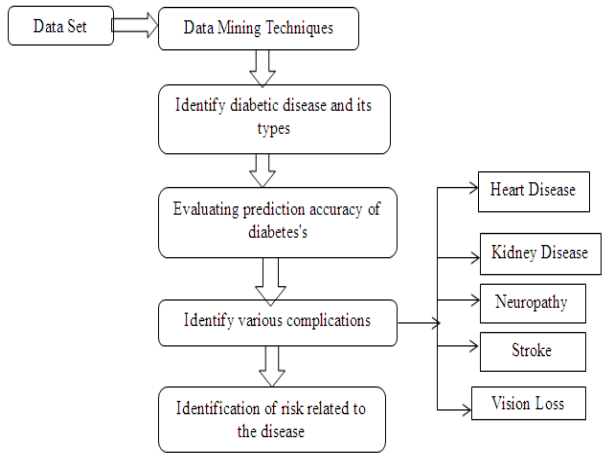 Data Set
Data Mining Techniques
Identify diabetic disease and its
types
Evaluating prediction accuracy of
diabetes's
Identify various complications
Heart Disease
Kidney Disease
Neuropathy
Stroke
Vision Loss
Identification of risk related to
the disease